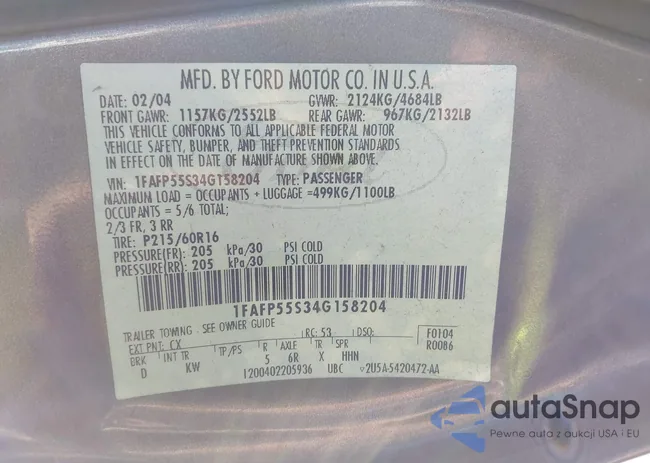 MFD. BY FORD MOTOR CO. IN U.S.A.
DATE: 02/04 GVWR: 2124KG/4684LB
FRONT GAWR: 1157KG/2552LB REAR GAWR: 967KG/2132LB
THIS VEHICLE CONFORMS TO ALL APPLICABLE FEDERAL MOTOR
VEHICLE SAFETY, BUMPER, AND THEFT PREVENTION STANDARDS
IN EFFECT ON THE DATE OF MANUFACTURE SHOWN ABOVE.
VIN: 1FAFP55S34G158204 TYPE: PASSENGER
MAXIMUM LOAD = OCCUPANTS + LUGGAGE =499KG/1100LB
OCCUPANTS = 5/6 TOTAL;
2/3 FR, 3 RR
TIRE: P215/60R16
PRESSURE(FR): 205 kPa/30 PSI COLD
PRESSURE(RR): 205 kPa/30 PSI COLD
1FAFP55S34G158204
TRAILER TOWING - SEE OWNER GUIDE
EXT PNT: CX RC: 53 DSO: F0104
BRK INT TR TP/PS R AXLE TR SPR R0086
D KW 5 6R X HHN
I200402205936 UBC 2U5A-5420472-AA
autaSnap
Pewne auta z aukcji USA i EU